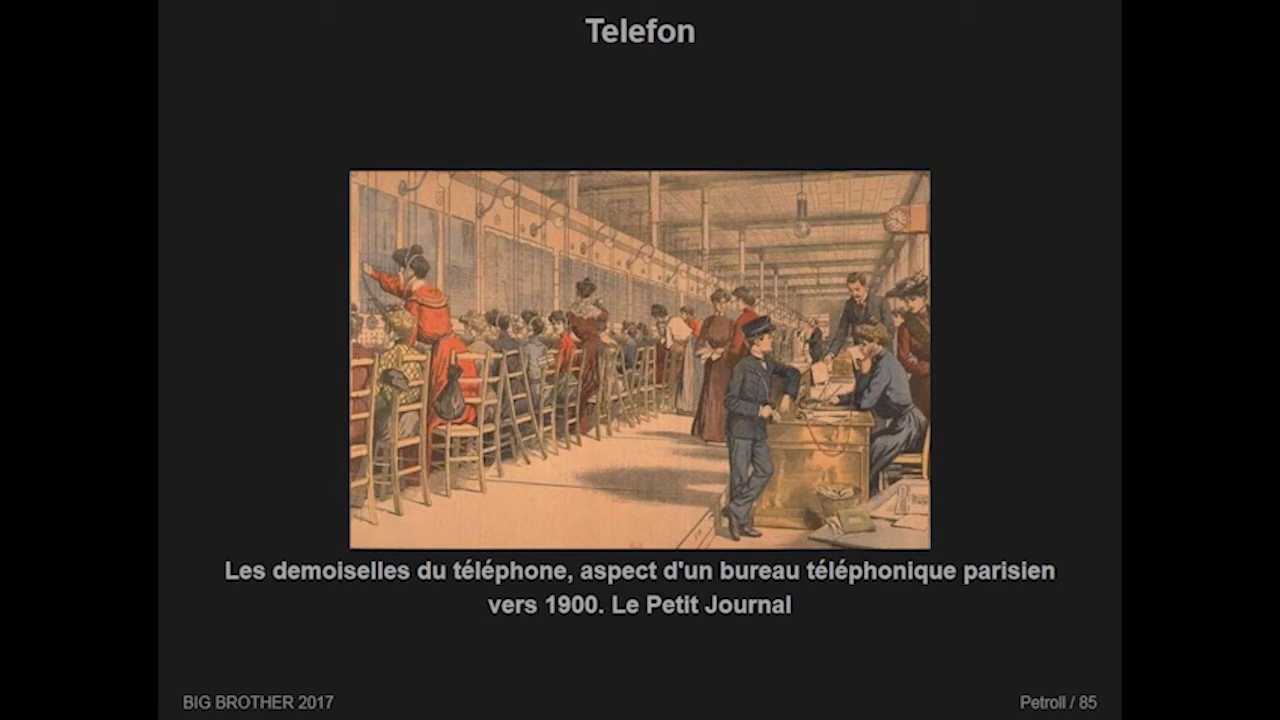 Telefon
Les demoiselles du téléphone, aspect d'un bureau téléphonique parisien
vers 1900. Le Petit Journal
BIG BROTHER 2017
Petroll / 85